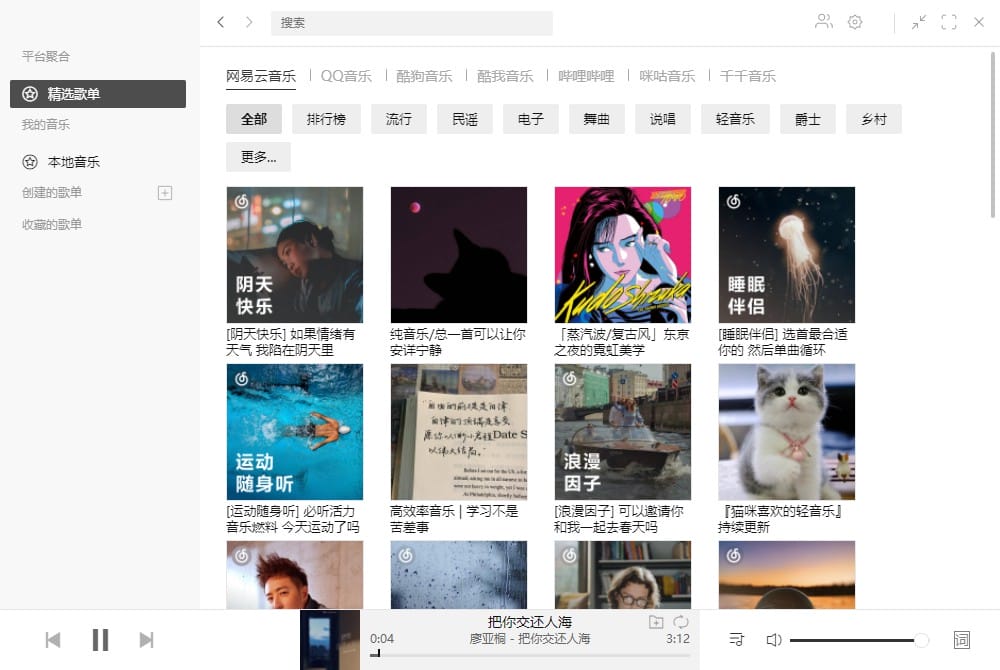 搜索
平台聚合
精选歌单
我的音乐
本地音乐
创建的歌单
收藏的歌单
网易云音乐 | QQ音乐 | 酷狗音乐 | 酷我音乐 | 哔哩哔哩 | 咪咕音乐 | 千千音乐
全部 排行榜 流行 民谣 电子 舞曲 说唱 轻音乐 爵士 乡村
更多...
阴天
快乐
Kudo Shizuka
睡眠
伴侣
[阴天快乐] 如果情绪有
天气 我陷在阴天里
纯音乐/总一首可以让你
安详宁静
「蒸汽波/复古风」东京
之夜的霓虹美学
[睡眠伴侣] 选首最合适
你的 然后单曲循环
运动
随身听
Date S
浪漫
因子
[运动随身听] 必听活力
音乐燃料 今天运动了吗
高效率音乐 | 学习不是
苦差事
[浪漫因子] 可以邀请你
和我一起去春天吗
『猫咪喜欢的轻音乐』
持续更新
把你交还人海
0:04 廖亚桐 - 把你交还人海 3:12
词